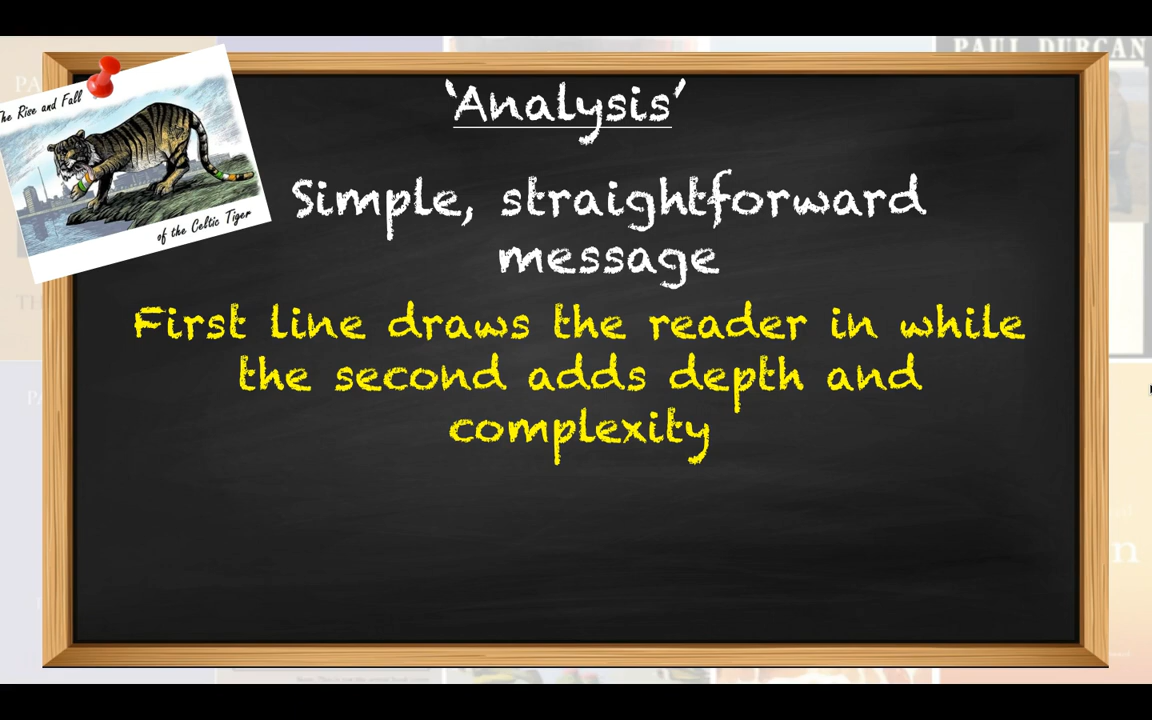 PAUL DURCAN
The Rise and Fall
of the Celtic Tiger
‘Analysis’
Simple, straightforward
message
First line draws the reader in while
the second adds depth and
complexity